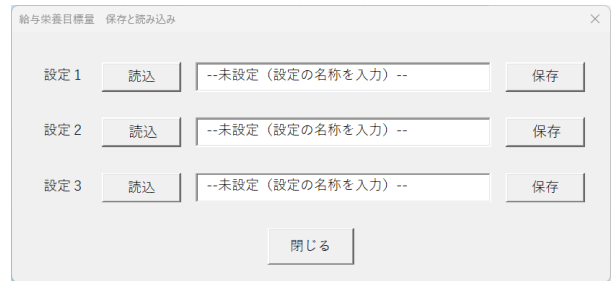 給与栄養目標量　保存と読み込み
設定1 読込 --未設定（設定の名称を入力）-- 保存
設定2 読込 --未設定（設定の名称を入力）-- 保存
設定3 読込 --未設定（設定の名称を入力）-- 保存
閉じる